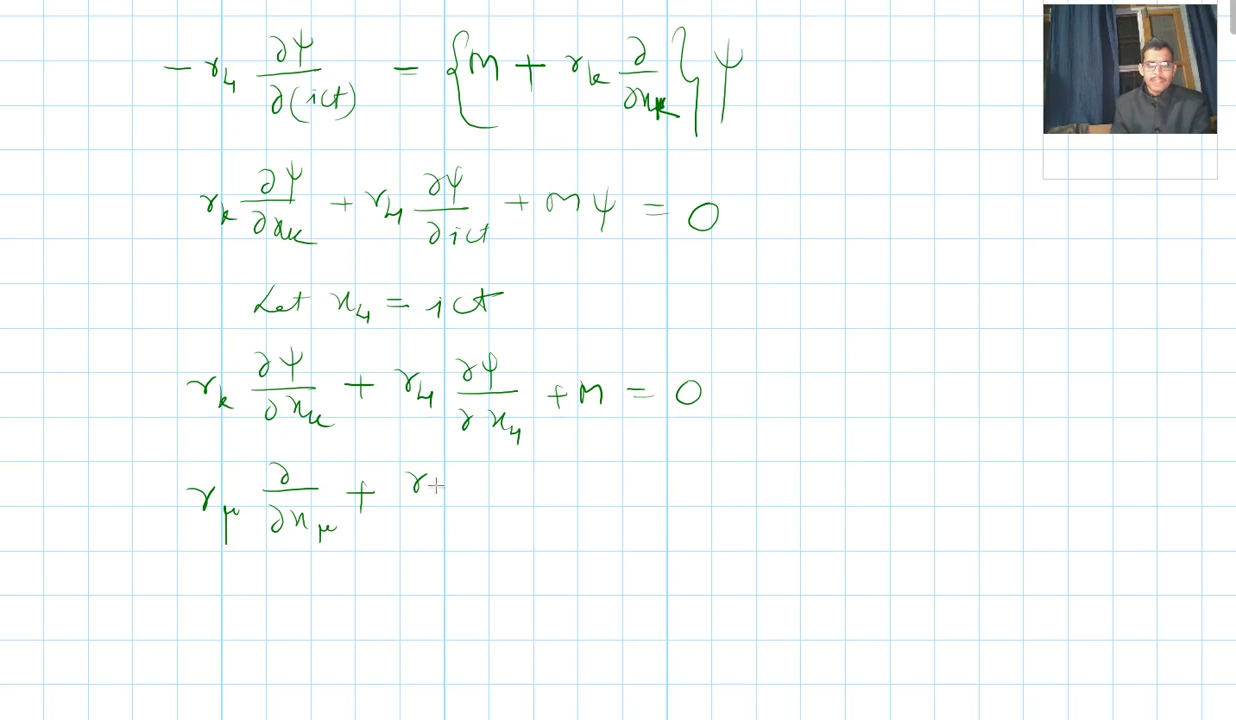 - γ₄ ∂ψ/∂(ict) = {m + γₖ ∂/∂xₖ} ψ
γₖ ∂ψ/∂xₖ + γ₄ ∂ψ/∂ict + mψ = 0
Let x₄ = ict
γₖ ∂ψ/∂xₖ + γ₄ ∂ψ/∂x₄ + m = 0
γμ ∂/∂xμ + γ